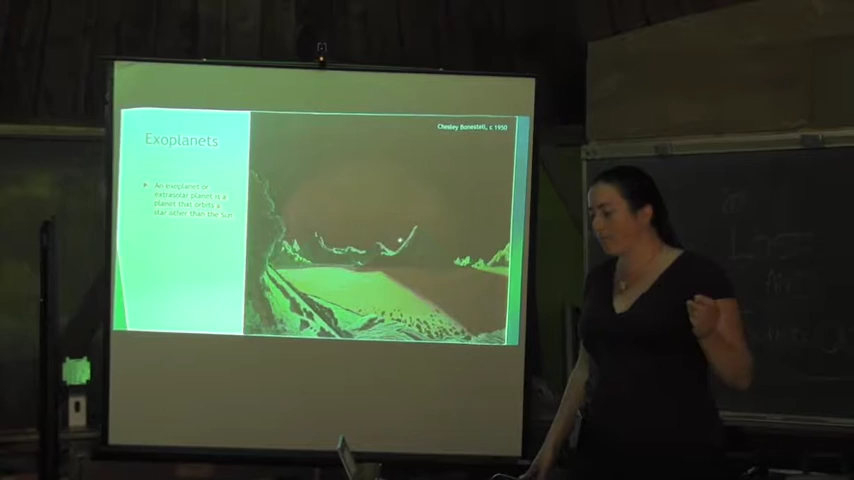 Chesley Bonestell, c 1950
Exoplanets
An exoplanet or
extrasolar planet is a
planet that orbits a
star other than the Sun